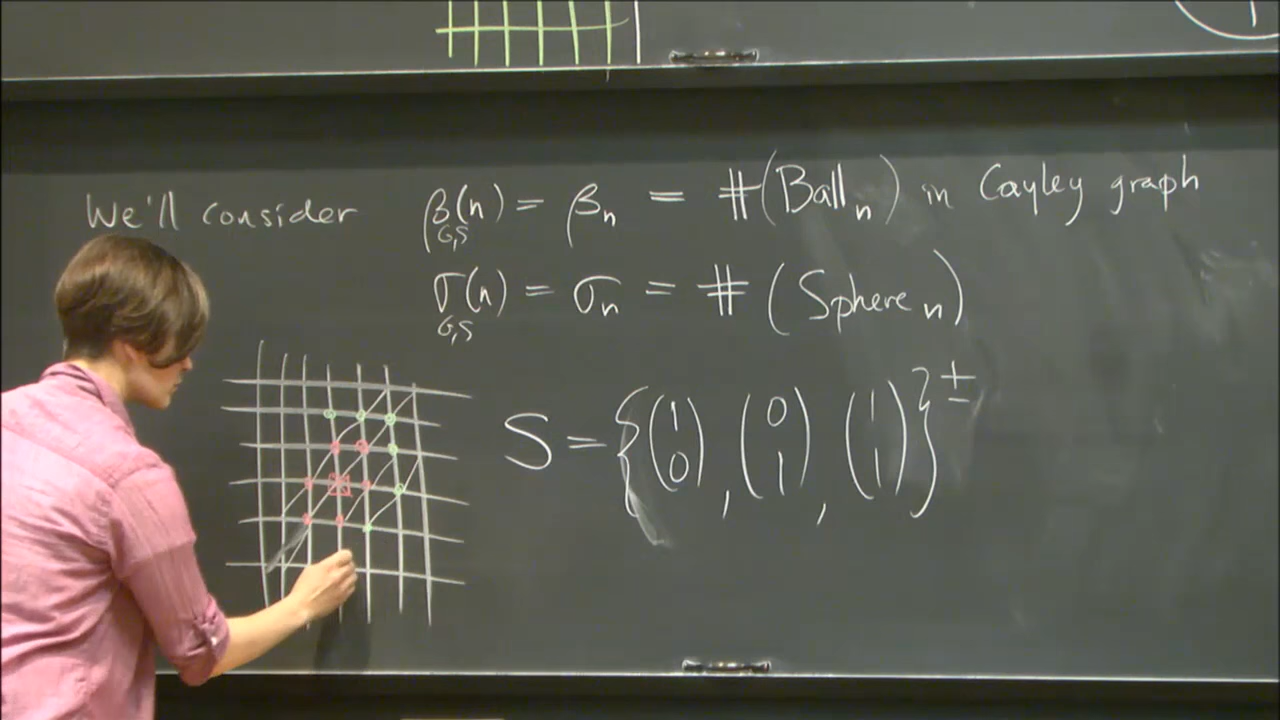 We'll consider β_{G,S}(n) = β_n = #(Ball_n) in Cayley graph
σ_{G,S}(n) = σ_n = # (Sphere_n)
S = {(1 0), (0 1), (1 1)}^±